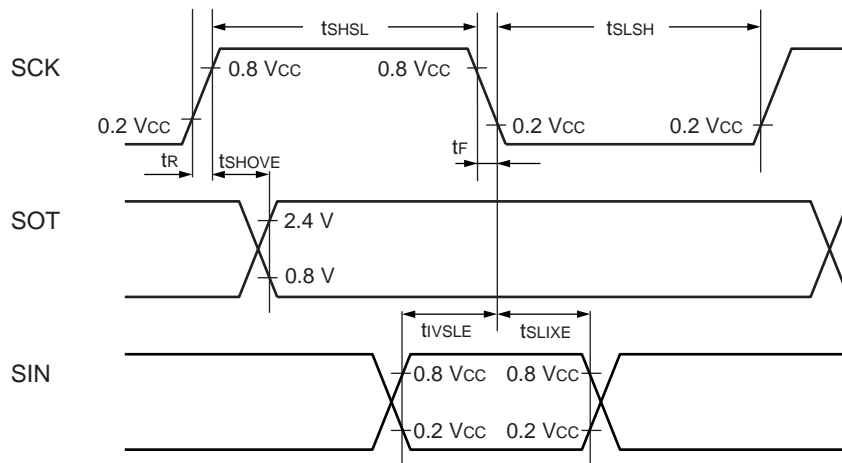 tSHSL tSLSH
SCK
0.8 VCC 0.8 VCC
0.2 VCC 0.2 VCC 0.2 VCC
tR tSHOVE tF
SOT
2.4 V
0.8 V
tIVSLE tSLIXE
SIN
0.8 VCC 0.8 VCC
0.2 VCC 0.2 VCC